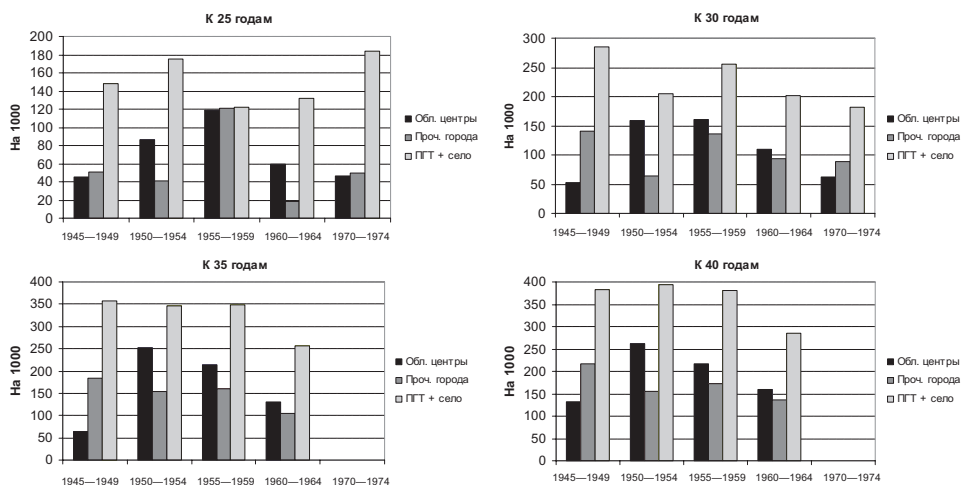 К 25 годам
На 1000
200
180
160
140
120
100
80
60
40
20
0
1945—1949 1950—1954 1955—1959 1960—1964 1970—1974
Обл. центры
Проч. города
ПГТ + село
К 30 годам
На 1000
300
250
200
150
100
50
0
1945—1949 1950—1954 1955—1959 1960—1964 1970—1974
Обл. центры
Проч. города
ПГТ + село
К 35 годам
На 1000
400
350
300
250
200
150
100
50
0
1945—1949 1950—1954 1955—1959 1960—1964 1970—1974
Обл. центры
Проч. города
ПГТ + село
К 40 годам
На 1000
400
350
300
250
200
150
100
50
0
1945—1949 1950—1954 1955—1959 1960—1964 1970—1974
Обл. центры
Проч. города
ПГТ + село